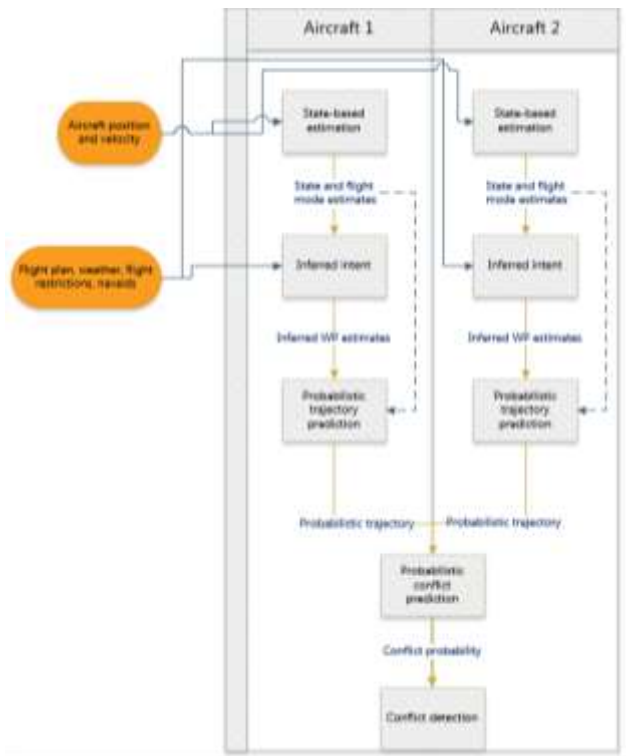 Aircraft 1
Aircraft 2
Aircraft position
and velocity
State-based
estimation
State-based
estimation
State and flight
mode estimates
State and flight
mode estimates
Flight plan, weather, flight
restrictions, navaids
Inferred intent
Inferred intent
Inferred WP estimates
Inferred WP estimates
Probabilistic
trajectory
prediction
Probabilistic
trajectory
prediction
Probabilistic trajectory
Probabilistic trajectory
Probabilistic
conflict
prediction
Conflict probability
Conflict detection